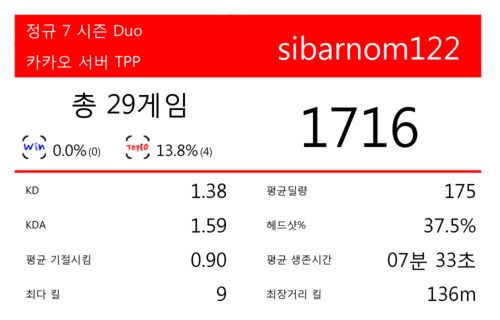 정규 7 시즌 Duo
카카오 서버 TPP
sibarnom122
총 29게임
Win 0.0% (0)
TOP10 13.8% (4)
1716
KD 1.38
평균딜량 175
KDA 1.59
헤드샷% 37.5%
평균 기절시킴 0.90
평균 생존시간 07분 33초
최다 킬 9
최장거리 킬 136m